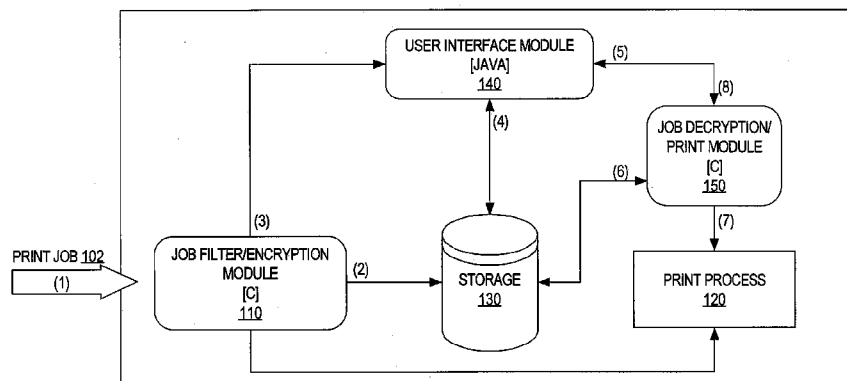 USER INTERFACE MODULE
[JAVA]
140
(5)
(8)
(4)
JOB DECRYPTION/
PRINT MODULE
[C]
150
(6)
(7)
(3)
PRINT JOB 102
(1)
JOB FILTER/ENCRYPTION
MODULE
[C]
110
(2)
STORAGE
130
PRINT PROCESS
120